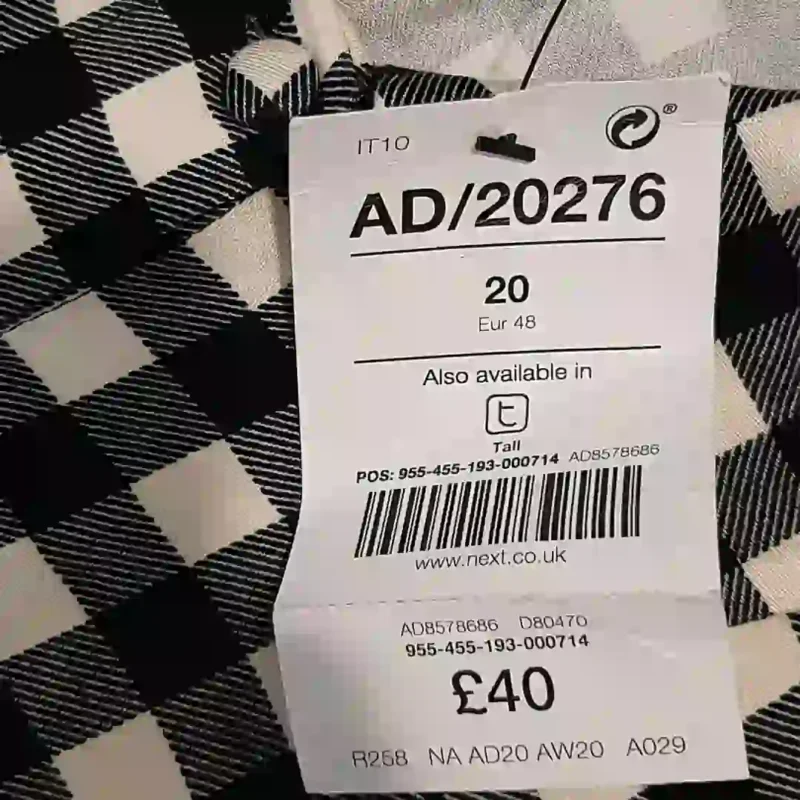 IT10
®
AD/20276
20
Eur 48
Also available in
t
Tall
POS: 955-455-193-000714 AD8578686
www.next.co.uk
AD8578686 D80470
955-455-193-000714
£40
R258 NA AD20 AW20 A029